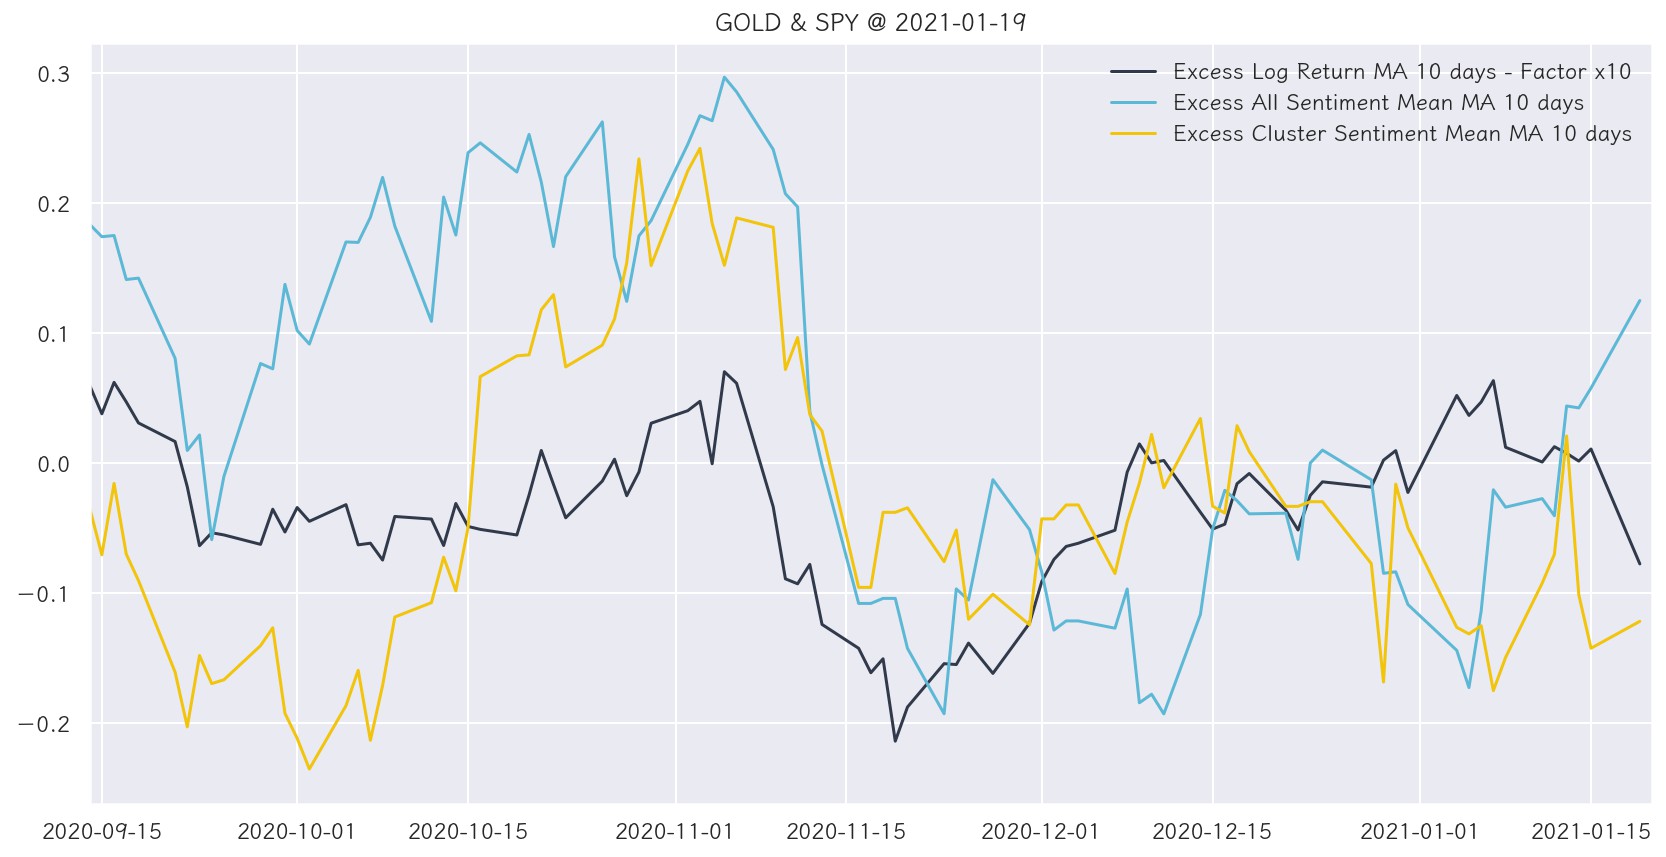 GOLD & SPY @ 2021-01-19
Excess Log Return MA 10 days - Factor x10
Excess All Sentiment Mean MA 10 days
Excess Cluster Sentiment Mean MA 10 days
0.3
0.2
0.1
0.0
−0.1
−0.2
2020-09-15 2020-10-01 2020-10-15 2020-11-01 2020-11-15 2020-12-01 2020-12-15 2021-01-01 2021-01-15